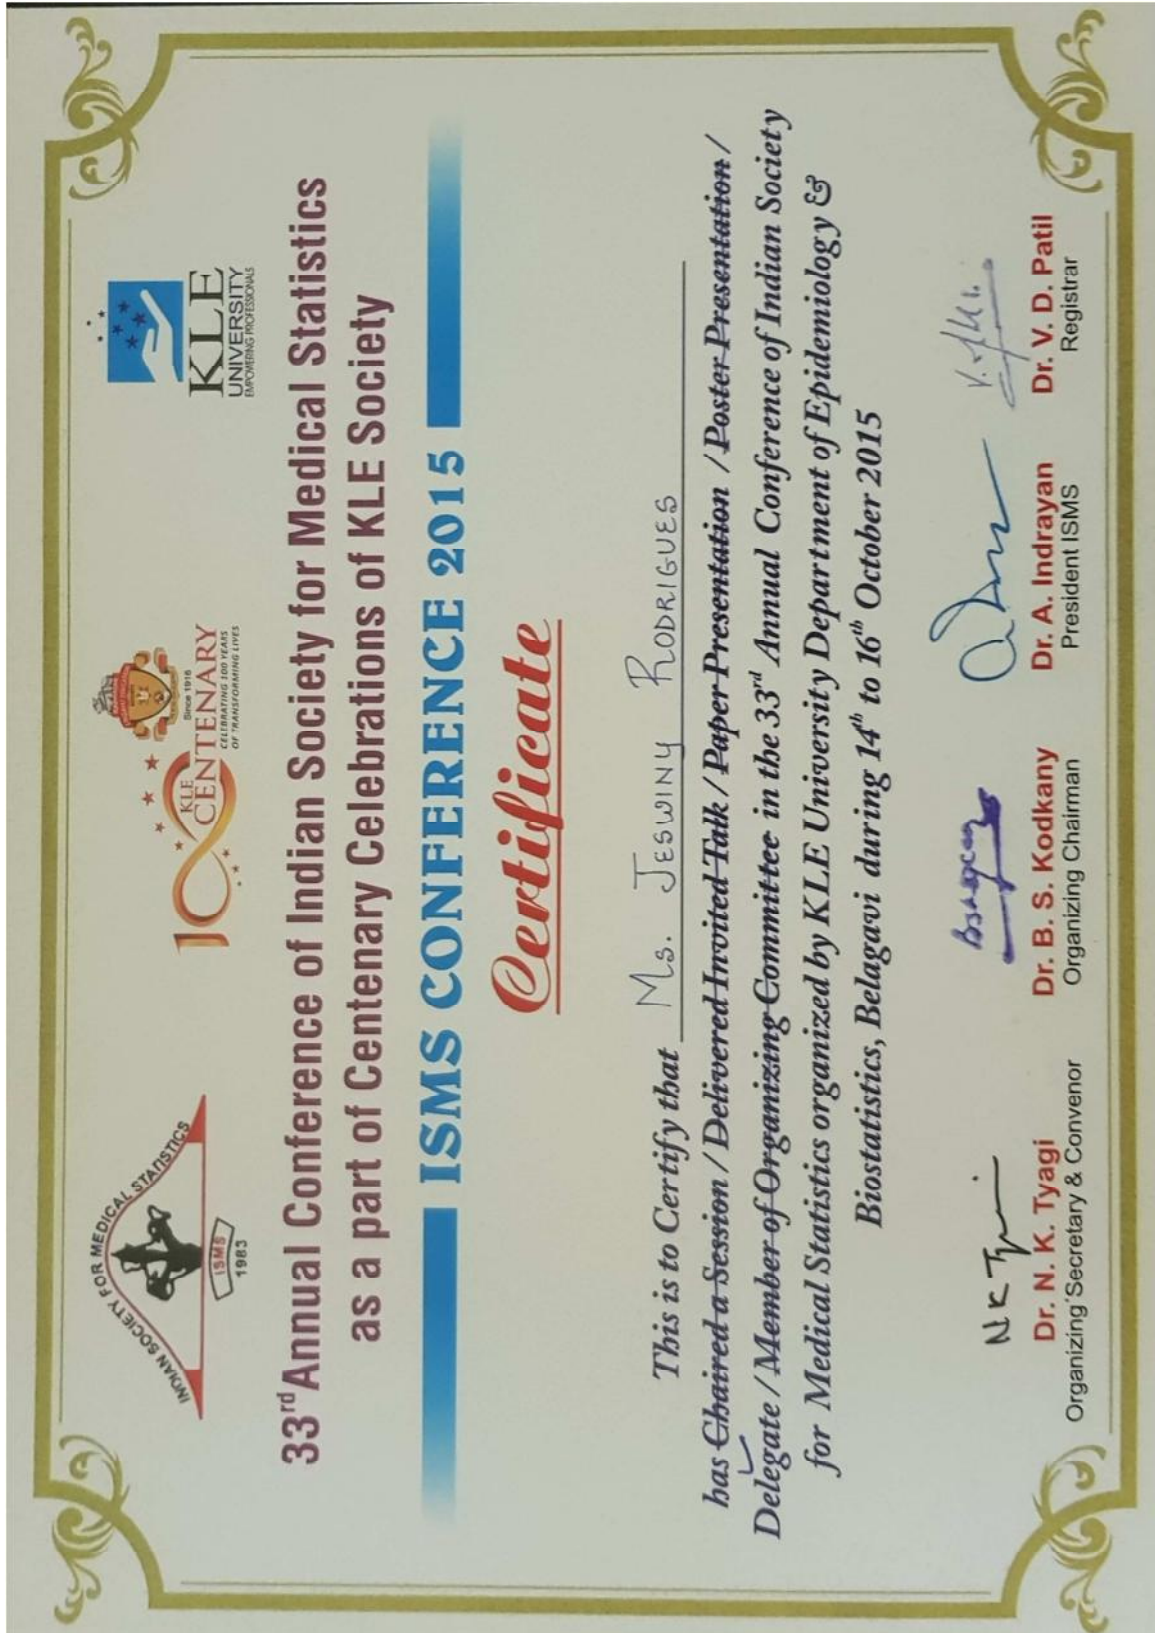 INDIAN SOCIETY FOR MEDICAL STATISTICS
ISMS
1983
Since 1916
KLE
CENTENARY
CELEBRATING 100 YEARS
OF TRANSFORMING LIVES
KLE
UNIVERSITY
EMPOWERING PROFESSIONALS
33rd Annual Conference of Indian Society for Medical Statistics
as a part of Centenary Celebrations of KLE Society
ISMS CONFERENCE 2015
Certificate
This is to Certify that Ms. JESWINY RODRIGUES
has Chaired a Session / Delivered Invited Talk / Paper Presentation / Poster Presentation /
Delegate / Member of Organizing Committee in the 33rd Annual Conference of Indian Society
for Medical Statistics organized by KLE University Department of Epidemiology &
Biostatistics, Belagavi during 14th to 16th October 2015
Dr. N. K. Tyagi
Organizing Secretary & Convenor
Dr. B. S. Kodkany
Organizing Chairman
Dr. A. Indrayan
President ISMS
Dr. V. D. Patil
Registrar